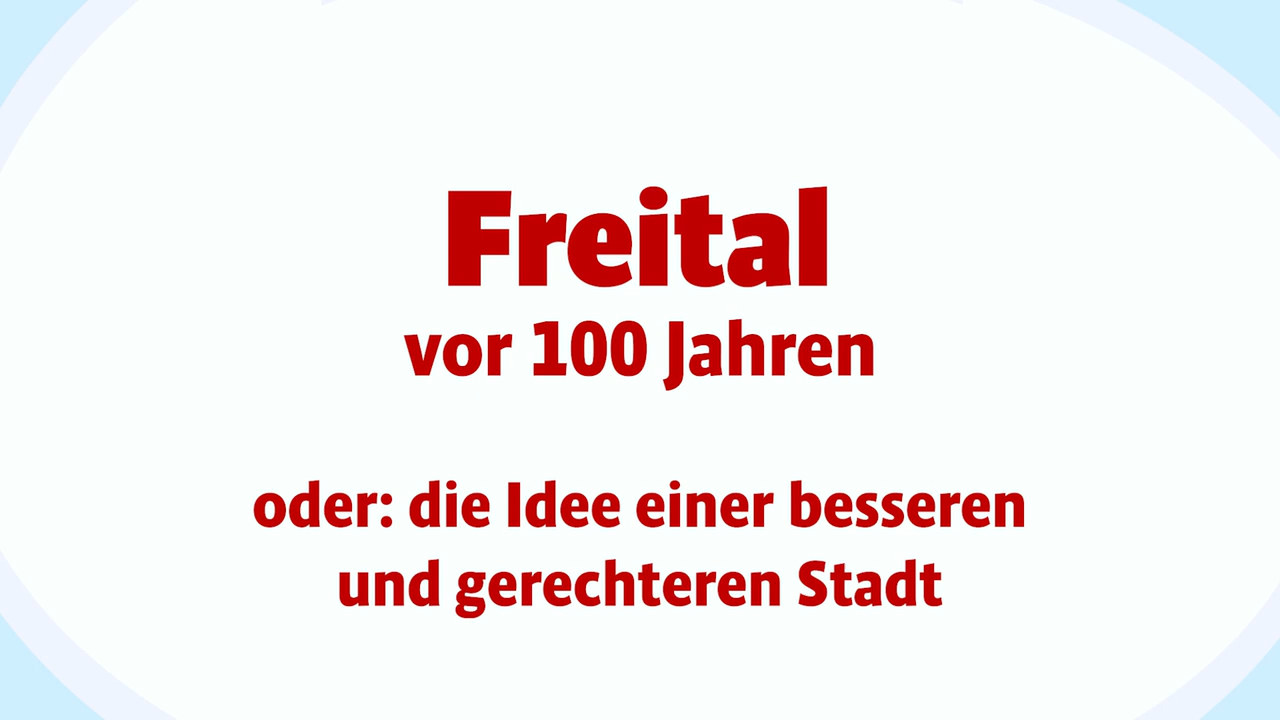 Freital
vor 100 Jahren
oder: die Idee einer besseren
und gerechteren Stadt